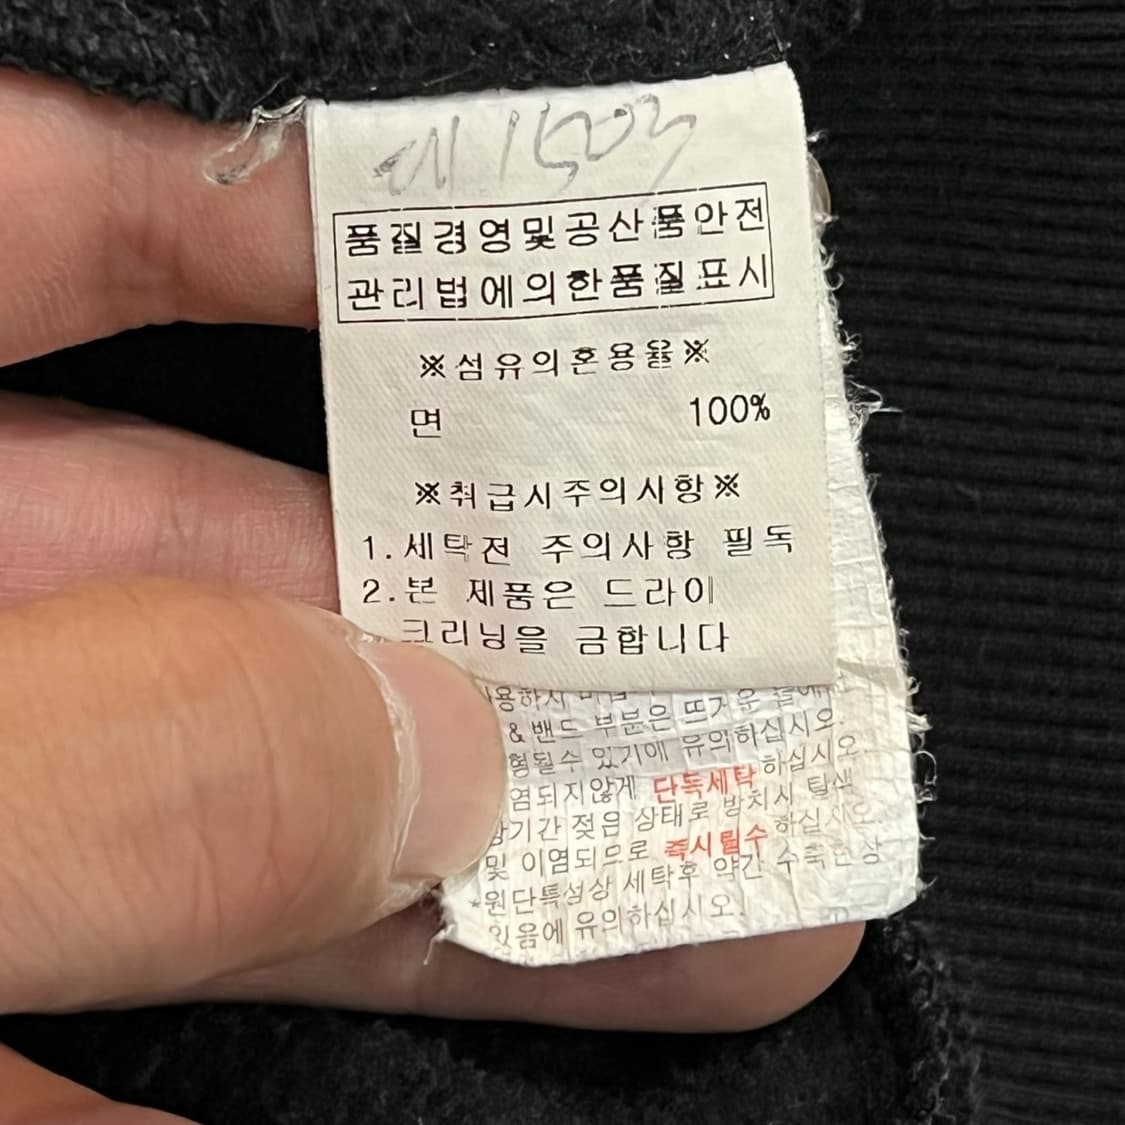 1503
품질경영및공산품안전
관리법에의한품질표시
※섬유의혼용율※
면 100%
※취급시주의사항※
1.세탁전 주의사항 필독
2.본 제품은 드라이
크리닝을 금합니다
& 밴드 부분은 뜨거운
형될수 있기에 유의하십시오.
염되지않게 단독세탁하십시오
장기간 젖은 상태로 방치시 탈색
및 이염되므로 즉시탈수하십시오.
*원단특성상 세탁후 약간 수축현상
있음에 유의하십시오!